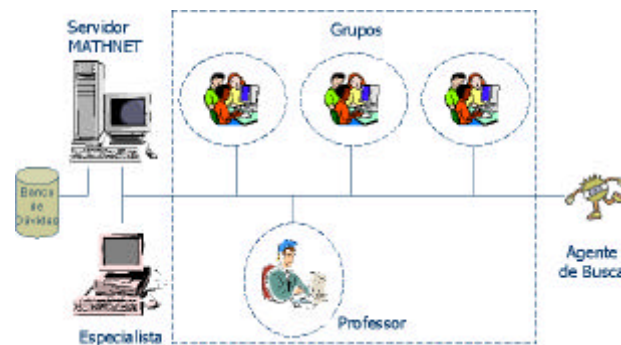 Servidor
MATHNET
Grupos
Banco
de
Dúvidas
Agente
de Busca
Professor
Especialista